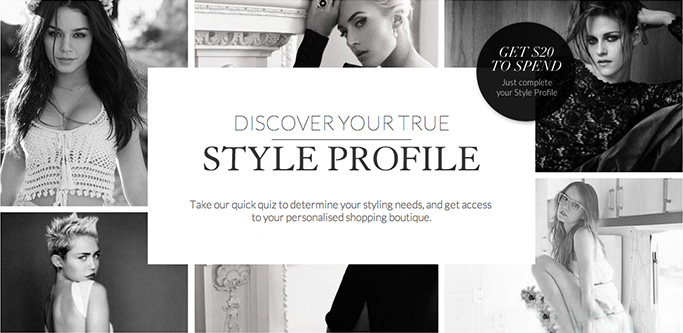 GET $20
TO SPEND
Just complete
your Style Profile
DISCOVER YOUR TRUE
STYLE PROFILE
Take our quick quiz to determine your styling needs, and get access
to your personalised shopping boutique.